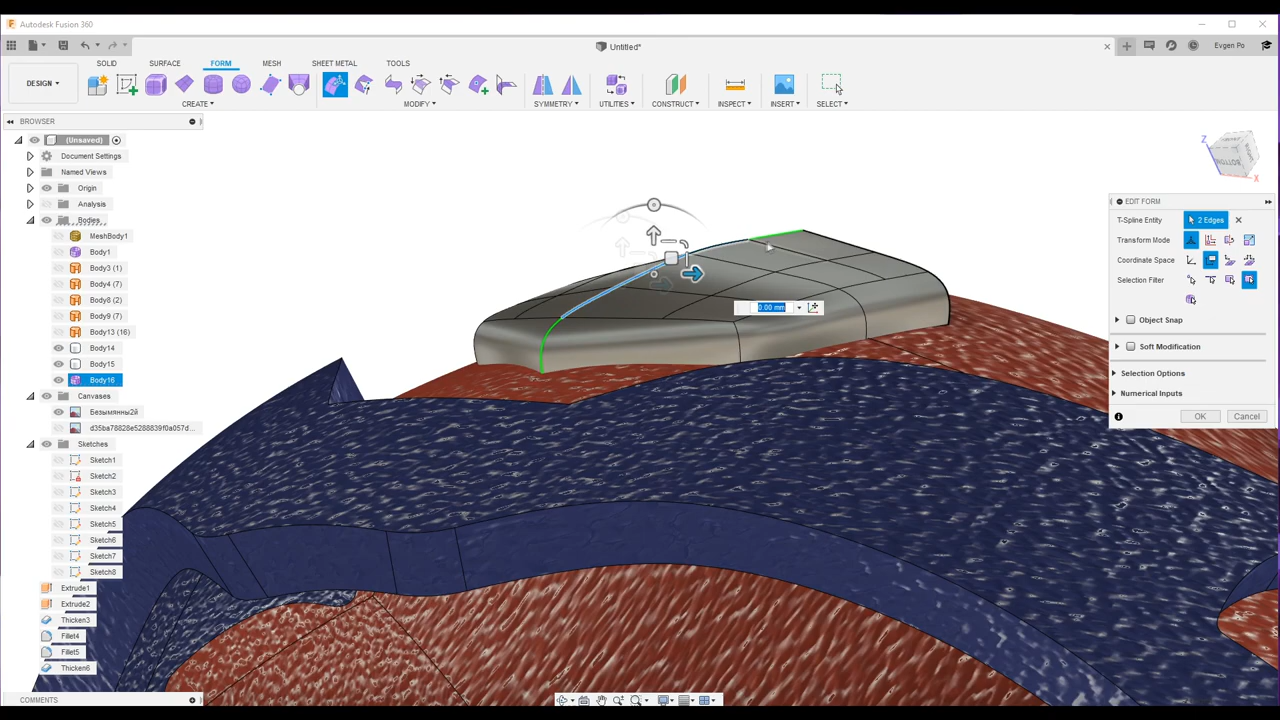 Autodesk Fusion 360
Untitled*
Evgen Po
DESIGN
SOLID
SURFACE
FORM
MESH
SHEET METAL
TOOLS
CREATE
MODIFY
SYMMETRY
UTILITIES
CONSTRUCT
INSPECT
INSERT
SELECT
BROWSER
(Unsaved)
Document Settings
Named Views
Origin
Analysis
Bodies
MeshBody1
Body1
Body3 (1)
Body4 (7)
Body8 (2)
Body9 (7)
Body13 (16)
Body14
Body15
Body16
Canvases
Безымянны2й
d35ba78828e5288839f0a057d...
Sketches
Sketch1
Sketch2
Sketch3
Sketch4
Sketch5
Sketch6
Sketch7
Sketch8
Extrude1
Extrude2
Thicken3
Fillet4
Fillet5
Thicken6
COMMENTS
0.00 mm
Z
X
BOTTOM
EDIT FORM
T-Spline Entity
2 Edges
Transform Mode
Coordinate Space
Selection Filter
Object Snap
Soft Modification
Selection Options
Numerical Inputs
OK
Cancel